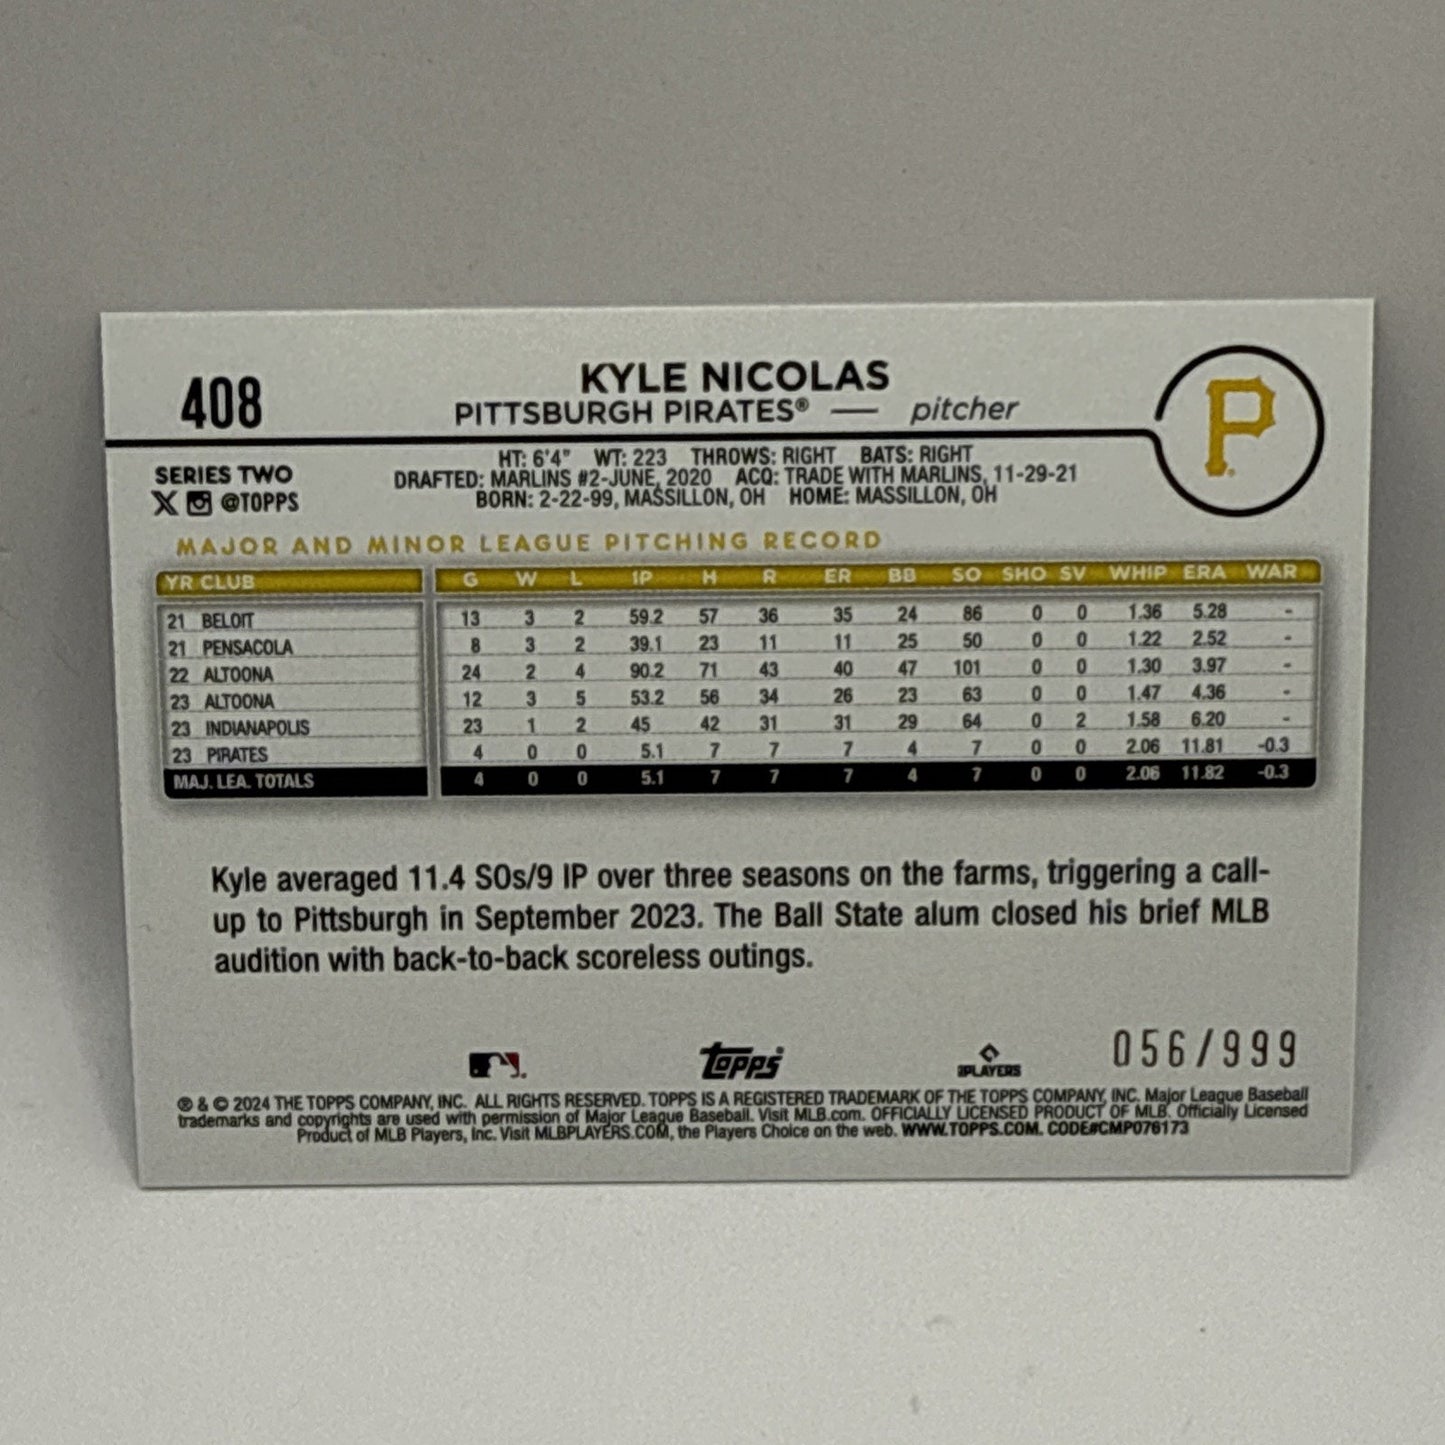 408
KYLE NICOLAS
PITTSBURGH PIRATES® — pitcher
P
SERIES TWO
X @TOPPS
HT: 6'4" WT: 223 THROWS: RIGHT BATS: RIGHT
DRAFTED: MARLINS #2-JUNE, 2020 ACQ: TRADE WITH MARLINS, 11-29-21
BORN: 2-22-99, MASSILLON, OH HOME: MASSILLON, OH
MAJOR AND MINOR LEAGUE PITCHING RECORD
YR CLUB G W L IP H R ER BB SO SHO SV WHIP ERA WAR
21 BELOIT 13 3 2 59.2 57 36 35 24 86 0 0 1.36 5.28 -
21 PENSACOLA 8 3 2 39.1 23 11 11 25 50 0 0 1.22 2.52 -
22 ALTOONA 24 2 4 90.2 71 43 40 47 101 0 0 1.30 3.97 -
23 ALTOONA 12 3 5 53.2 56 34 26 23 63 0 0 1.47 4.36 -
23 INDIANAPOLIS 23 1 2 45 42 31 31 29 64 0 2 1.58 6.20 -
23 PIRATES 4 0 0 5.1 7 7 7 4 7 0 0 2.06 11.81 -0.3
MAJ. LEA. TOTALS 4 0 0 5.1 7 7 7 4 7 0 0 2.06 11.82 -0.3
Kyle averaged 11.4 SOs/9 IP over three seasons on the farms, triggering a call-
up to Pittsburgh in September 2023. The Ball State alum closed his brief MLB
audition with back-to-back scoreless outings.
topps
PLAYERS
056/999
® & © 2024 THE TOPPS COMPANY, INC. ALL RIGHTS RESERVED. TOPPS IS A REGISTERED TRADEMARK OF THE TOPPS COMPANY, INC. Major League Baseball
trademarks and copyrights are used with permission of Major League Baseball. Visit MLB.com. OFFICIALLY LICENSED PRODUCT OF MLB. Officially Licensed
Product of MLB Players, Inc. Visit MLBPLAYERS.COM, the Players Choice on the web. WWW.TOPPS.COM. CODE#CMP076173